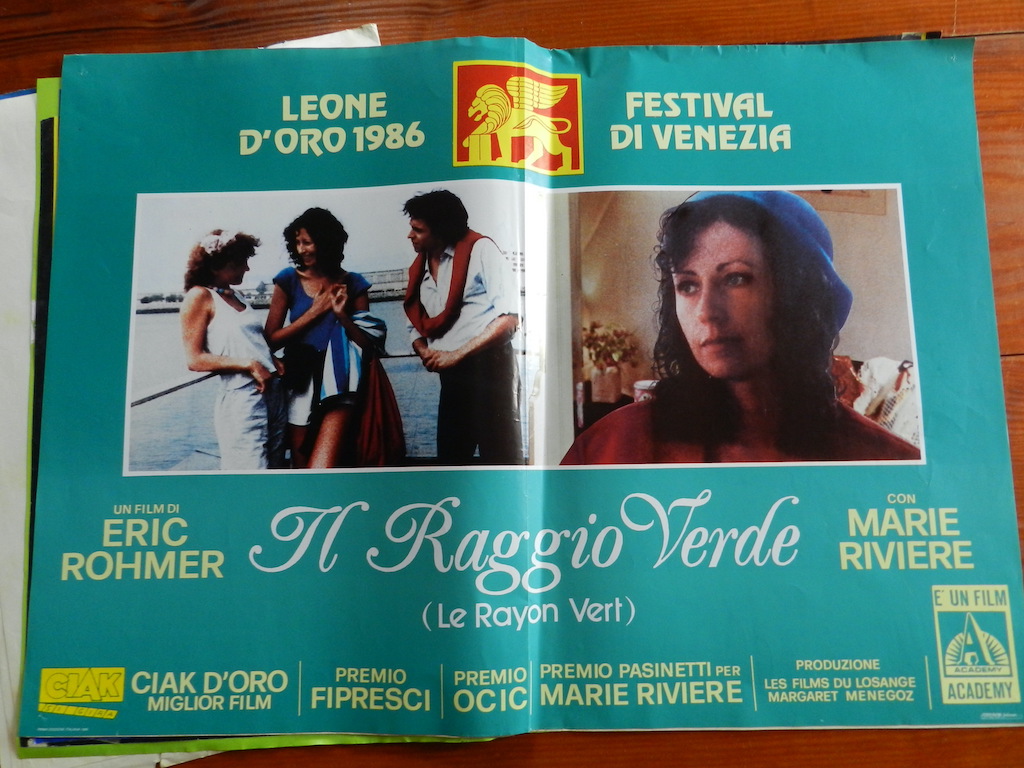 LEONE
D'ORO 1986
FESTIVAL
DI VENEZIA
UN FILM DI
ERIC
ROHMER
Il Raggio Verde
(Le Rayon Vert)
CON
MARIE
RIVIERE
CIAK
CIAK D'ORO
MIGLIOR FILM
PREMIO
FIPRESCI
PREMIO
OCIC
PREMIO PASINETTI PER
MARIE RIVIERE
PRODUZIONE
LES FILMS DU LOSANGE
MARGARET MENEGOZ
E' UN FILM
ACADEMY
ACADEMY